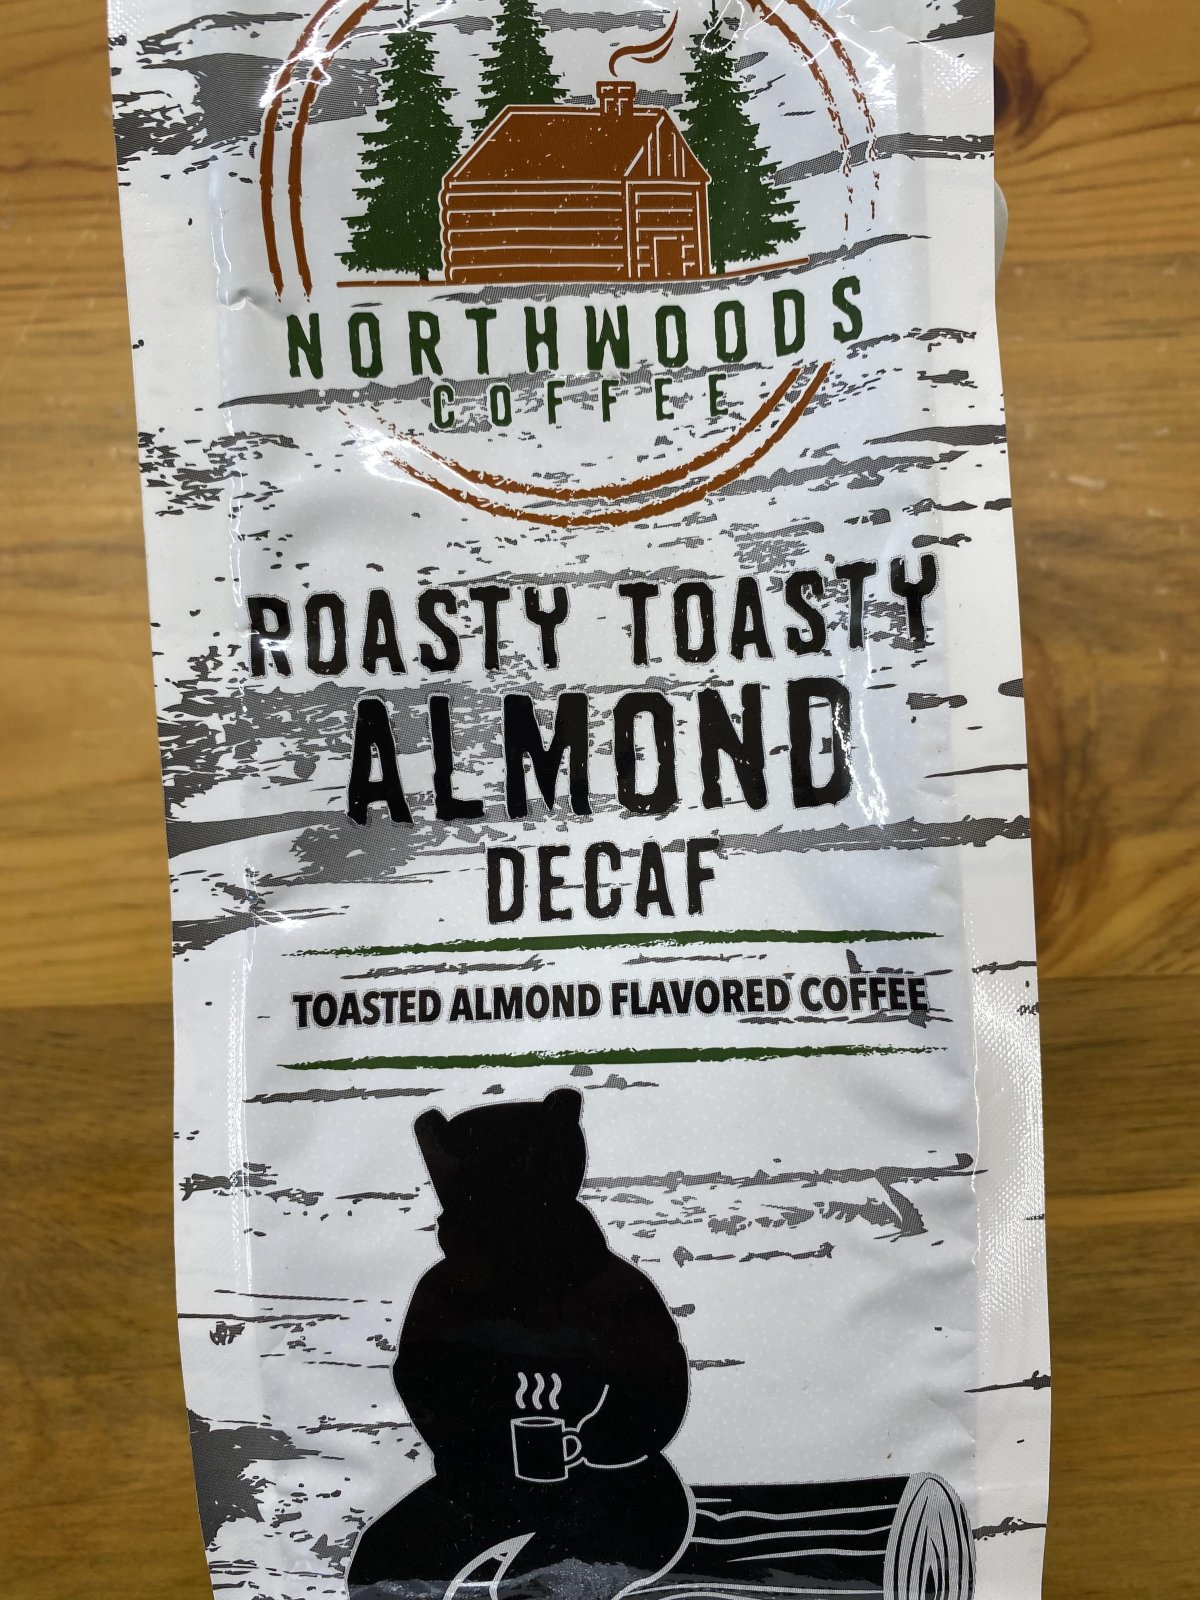 NORTHWOODS
COFFEE
ROASTY TOASTY
ALMOND
DECAF
TOASTED ALMOND FLAVORED COFFEE